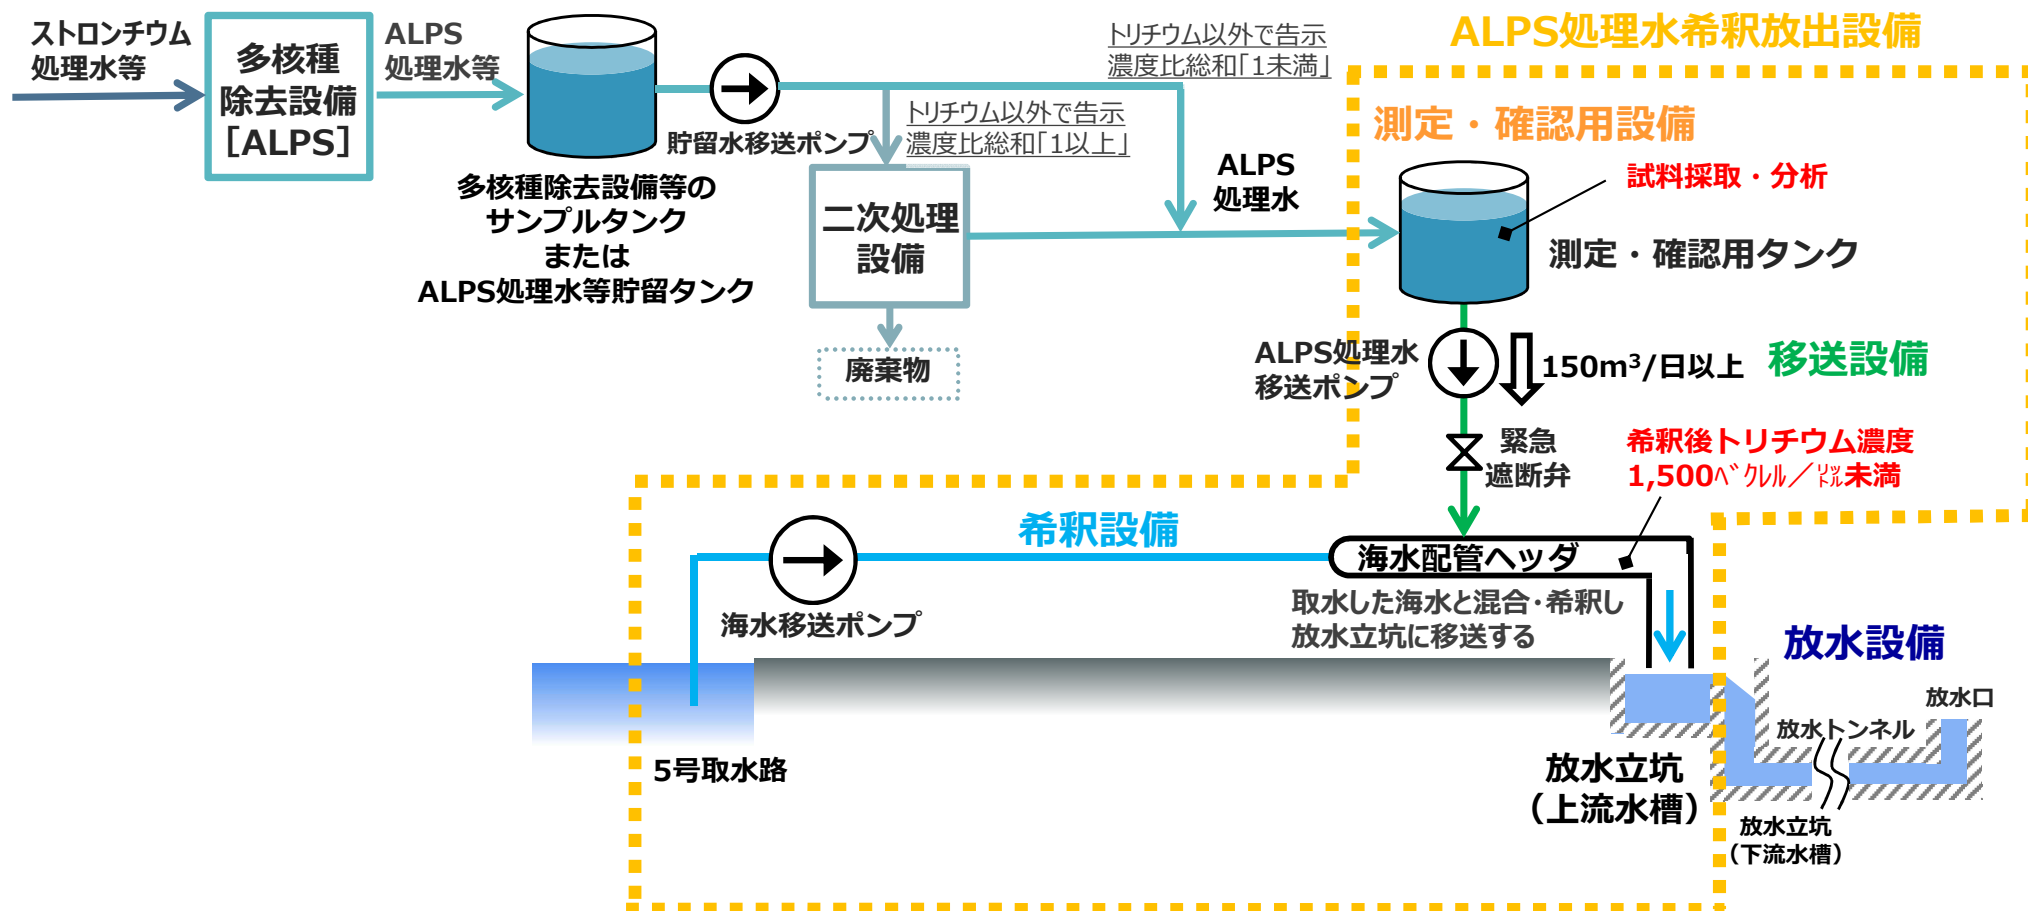 ストロンチウム
処理水等
多核種
除去設備
［ALPS］
ALPS
処理水等
貯留水移送ポンプ
多核種除去設備等の
サンプルタンク
または
ALPS処理水等貯留タンク
トリチウム以外で告示
濃度比総和「1未満」
トリチウム以外で告示
濃度比総和「1以上」
二次処理
設備
廃棄物
ALPS
処理水
ALPS処理水希釈放出設備
測定・確認用設備
試料採取・分析
測定・確認用タンク
ALPS処理水
移送ポンプ
150m³/日以上
移送設備
緊急
遮断弁
希釈後トリチウム濃度
1,500ﾍﾞｸﾚﾙ／㍑未満
希釈設備
海水移送ポンプ
海水配管ヘッダ
取水した海水と混合・希釈し
放水立坑に移送する
5号取水路
放水立坑
（上流水槽）
放水設備
放水口
放水トンネル
放水立坑
（下流水槽）